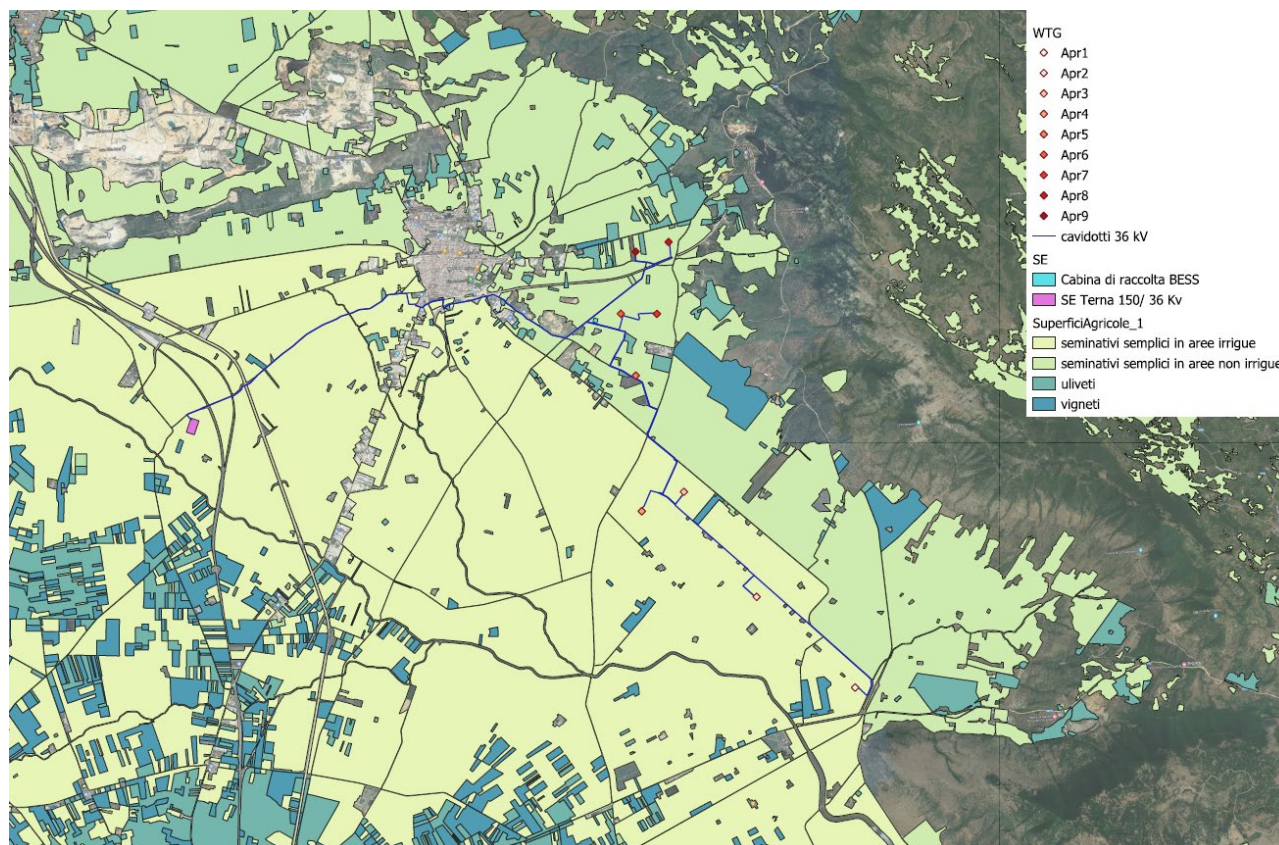 WTG
Apr1
Apr2
Apr3
Apr4
Apr5
Apr6
Apr7
Apr8
Apr9
cavidotti 36 kV
SE
Cabina di raccolta BESS
SE Terna 150/ 36 Kv
SuperficiAgricole_1
seminativi semplici in aree irrigue
seminativi semplici in aree non irrigue
uliveti
vigneti